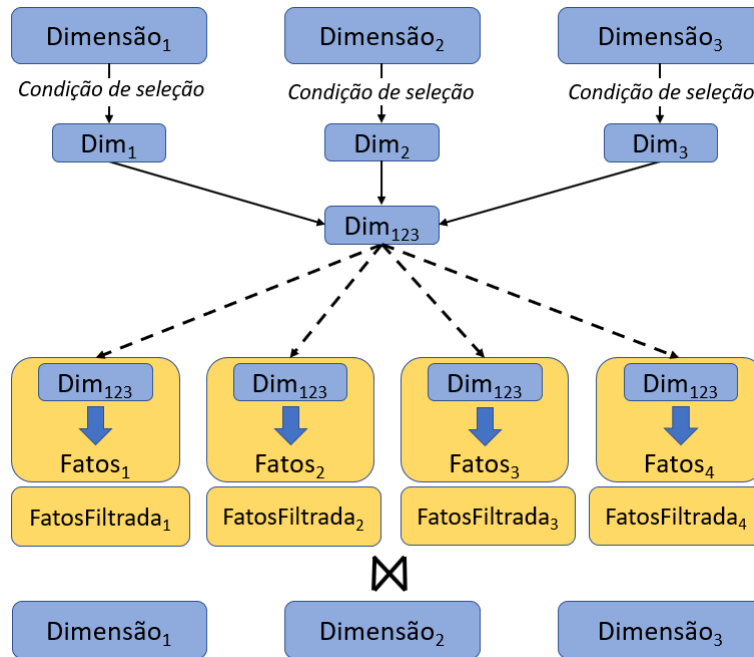 Dimensão₁ Dimensão₂ Dimensão₃
Condição de seleção Condição de seleção Condição de seleção
Dim₁ Dim₂ Dim₃
Dim₁₂₃
Dim₁₂₃ Dim₁₂₃ Dim₁₂₃ Dim₁₂₃
Fatos₁ Fatos₂ Fatos₃ Fatos₄
FatosFiltrada₁ FatosFiltrada₂ FatosFiltrada₃ FatosFiltrada₄
⋈
Dimensão₁ Dimensão₂ Dimensão₃